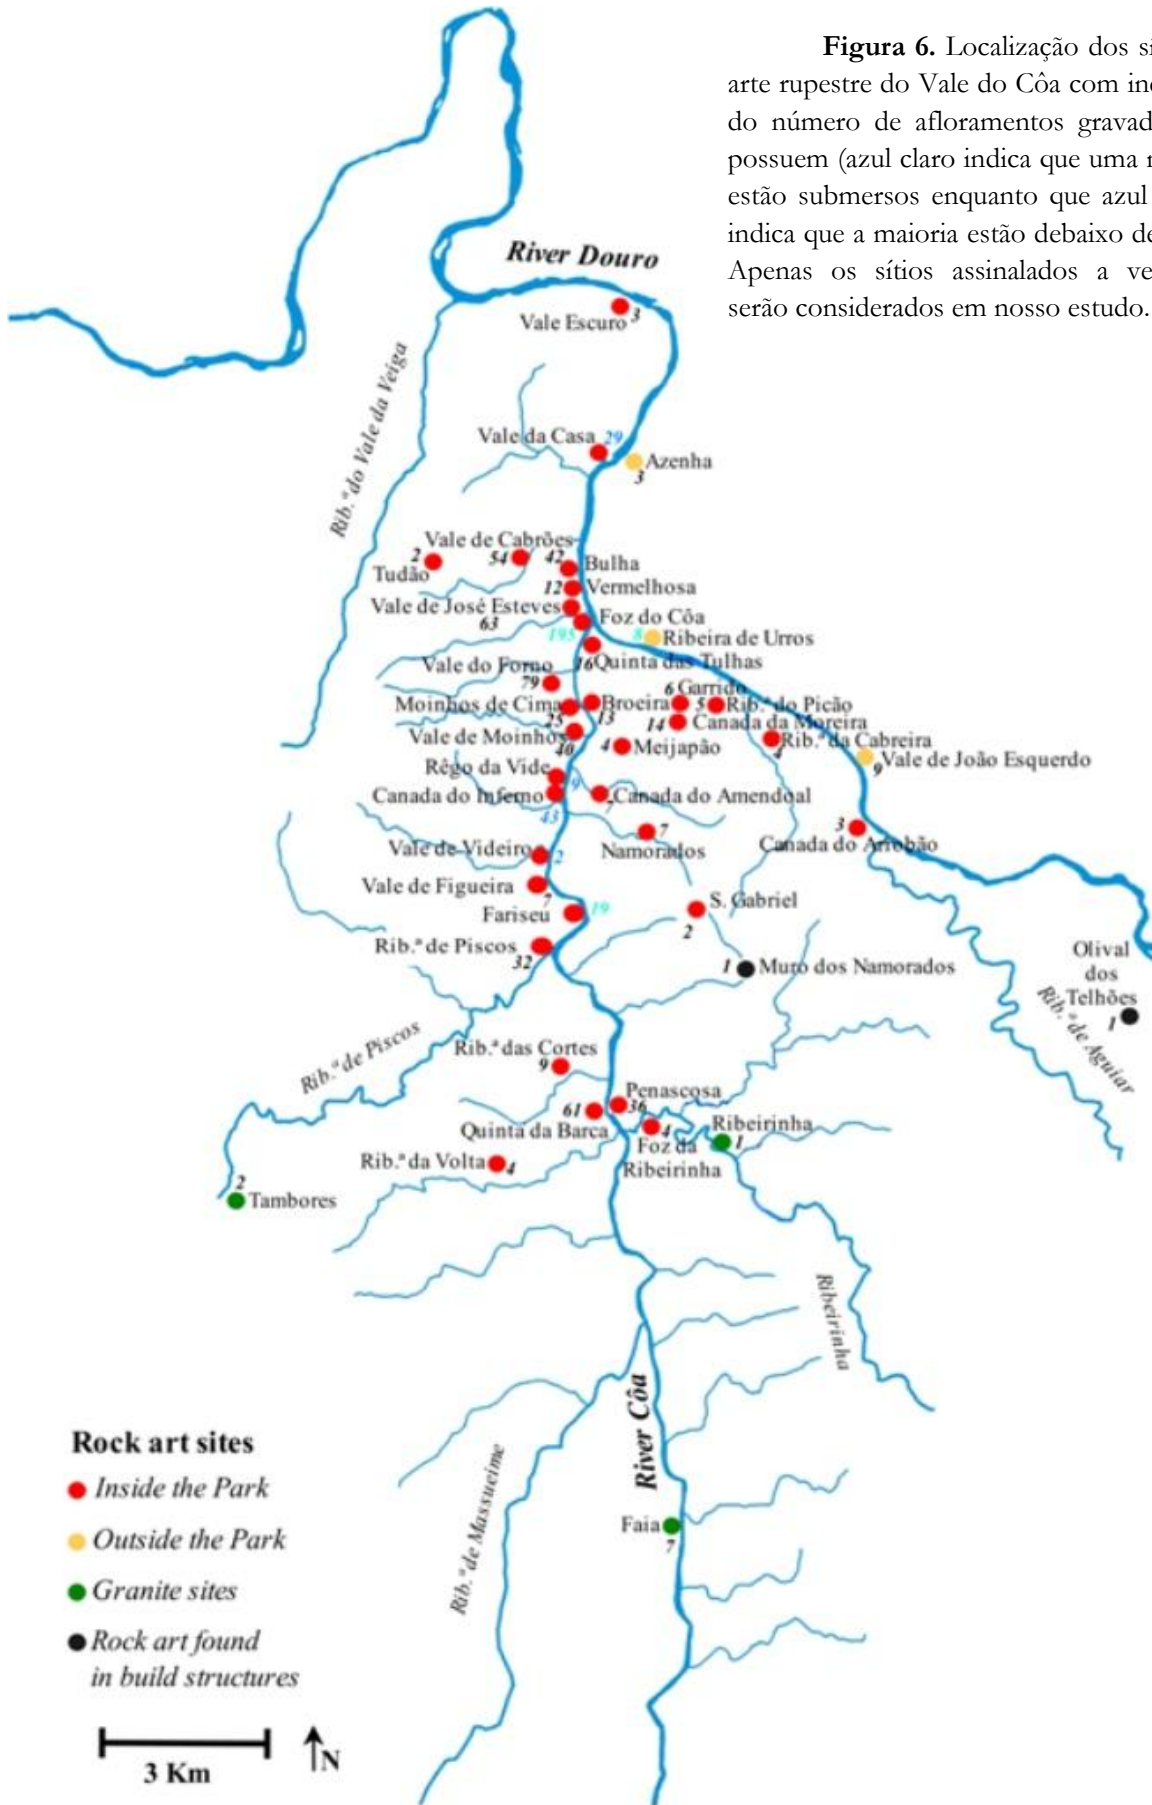 Figura 6. Localização dos
arte rupestre do Vale do Côa com
do número de afloramentos
possuem (azul claro indica que uma
estão submersos enquanto que azul
indica que a maioria estão debaixo
Apenas os sítios assinalados a
serão considerados em nosso estudo.
River Douro
3
Vale Escuro
Rib.ª do Vale da Veiga
Vale da Casa 29
Azenha
3
Vale de Cabrões
2
54
42
Bulha
Tudão
12 Vermelhosa
Vale de José Esteves
63
Foz do Côa
195
8
Ribeira de Urros
16 Quinta das Tulhas
Vale do Forno
79
6 Garrido
Moinhos de Cima
25
Broeira
13
5 Rib.ª do Picão
14 Canada da Moreira
Vale de Moinhos
40
4 Meijapão
Rib.ª da Cabreira
4
Vale de João Esquerdo
9
Rêgo da Vide
9
Canada do Inferno
43
Canada do Amendoal
7
7
Namorados
3
Canada do Arrobão
Vale de Videiro 2
Vale de Figueira
7
Fariseu 19
S. Gabriel
2
Rib.ª de Piscos
32
1 Muro dos Namorados
Olival
dos
Telhões
1
Rib.ª de Aguiar
Rib.ª de Piscos
Rib.ª das Cortes
9
Penascosa
36
61
Quinta da Barca
4
Foz da
Ribeirinha
Ribeirinha
1
Rib.ª da Volta 4
2
Tambores
Ribeirinha
River Côa
Rib.ª de Massueime
Faia
7
Rock art sites
Inside the Park
Outside the Park
Granite sites
Rock art found
in build structures
3 Km
N